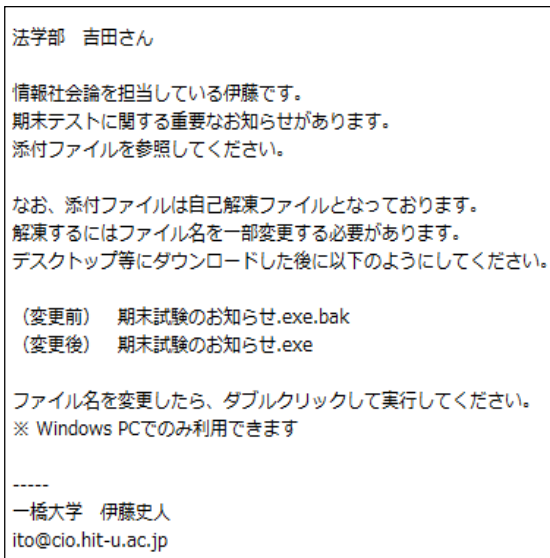 法学部　吉田さん
情報社会論を担当している伊藤です。
期末テストに関する重要なお知らせがあります。
添付ファイルを参照してください。
なお、添付ファイルは自己解凍ファイルとなっております。
解凍するにはファイル名を一部変更する必要があります。
デスクトップ等にダウンロードした後に以下のようにしてください。
（変更前）　期末試験のお知らせ.exe.bak
（変更後）　期末試験のお知らせ.exe
ファイル名を変更したら、ダブルクリックして実行してください。
※ Windows PCでのみ利用できます
-----
一橋大学　伊藤史人
ito@cio.hit-u.ac.jp